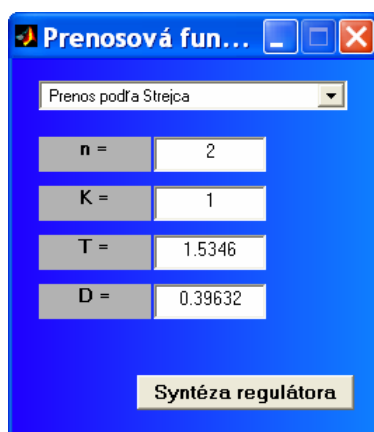 Prenosová fun...
Prenos podľa Strejca
n = 2
K = 1
T = 1.5346
D = 0.39632
Syntéza regulátora